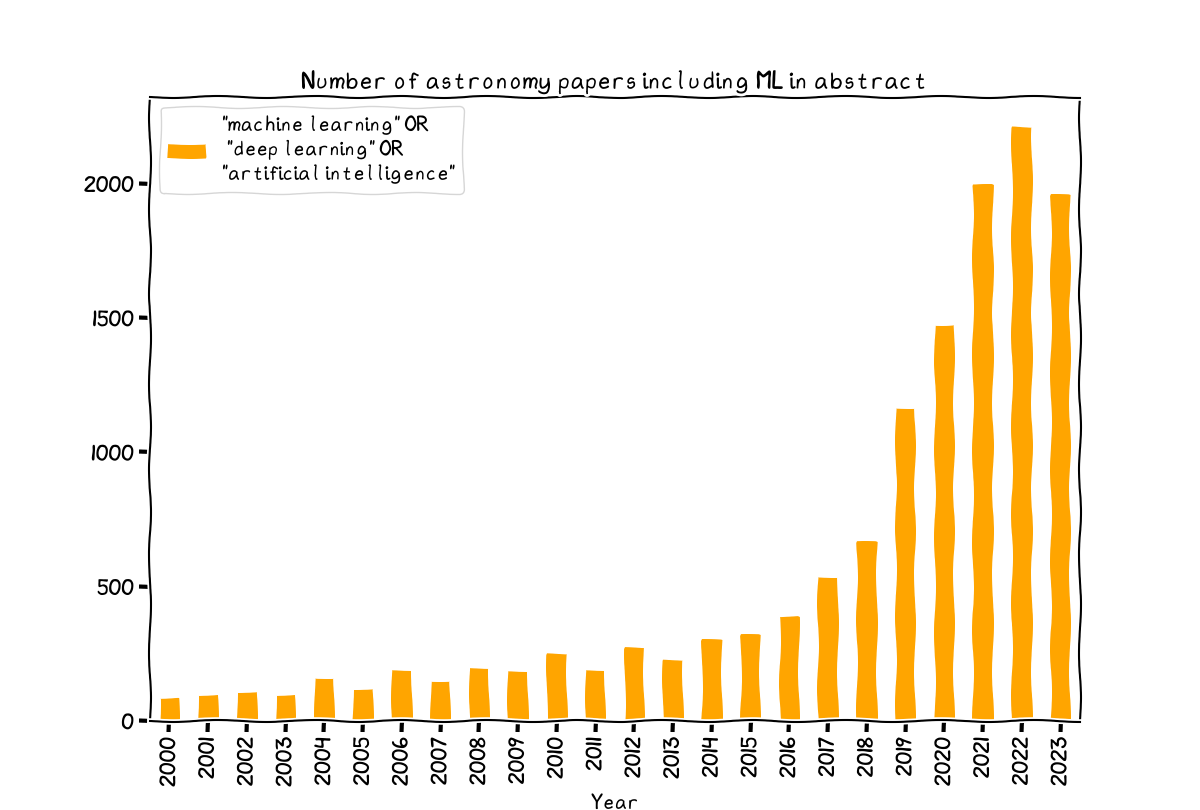 Number of astronomy papers including ML in abstract
"machine learning" OR
"deep learning" OR
"artificial intelligence"
2000
1500
1000
500
0
2000 2001 2002 2003 2004 2005 2006 2007 2008 2009 2010 2011 2012 2013 2014 2015 2016 2017 2018 2019 2020 2021 2022 2023
Year